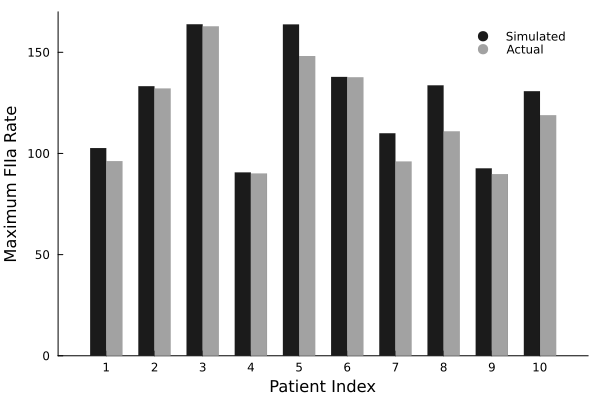 Maximum FIIa Rate
150
100
50
0
Simulated
Actual
1 2 3 4 5 6 7 8 9 10
Patient Index